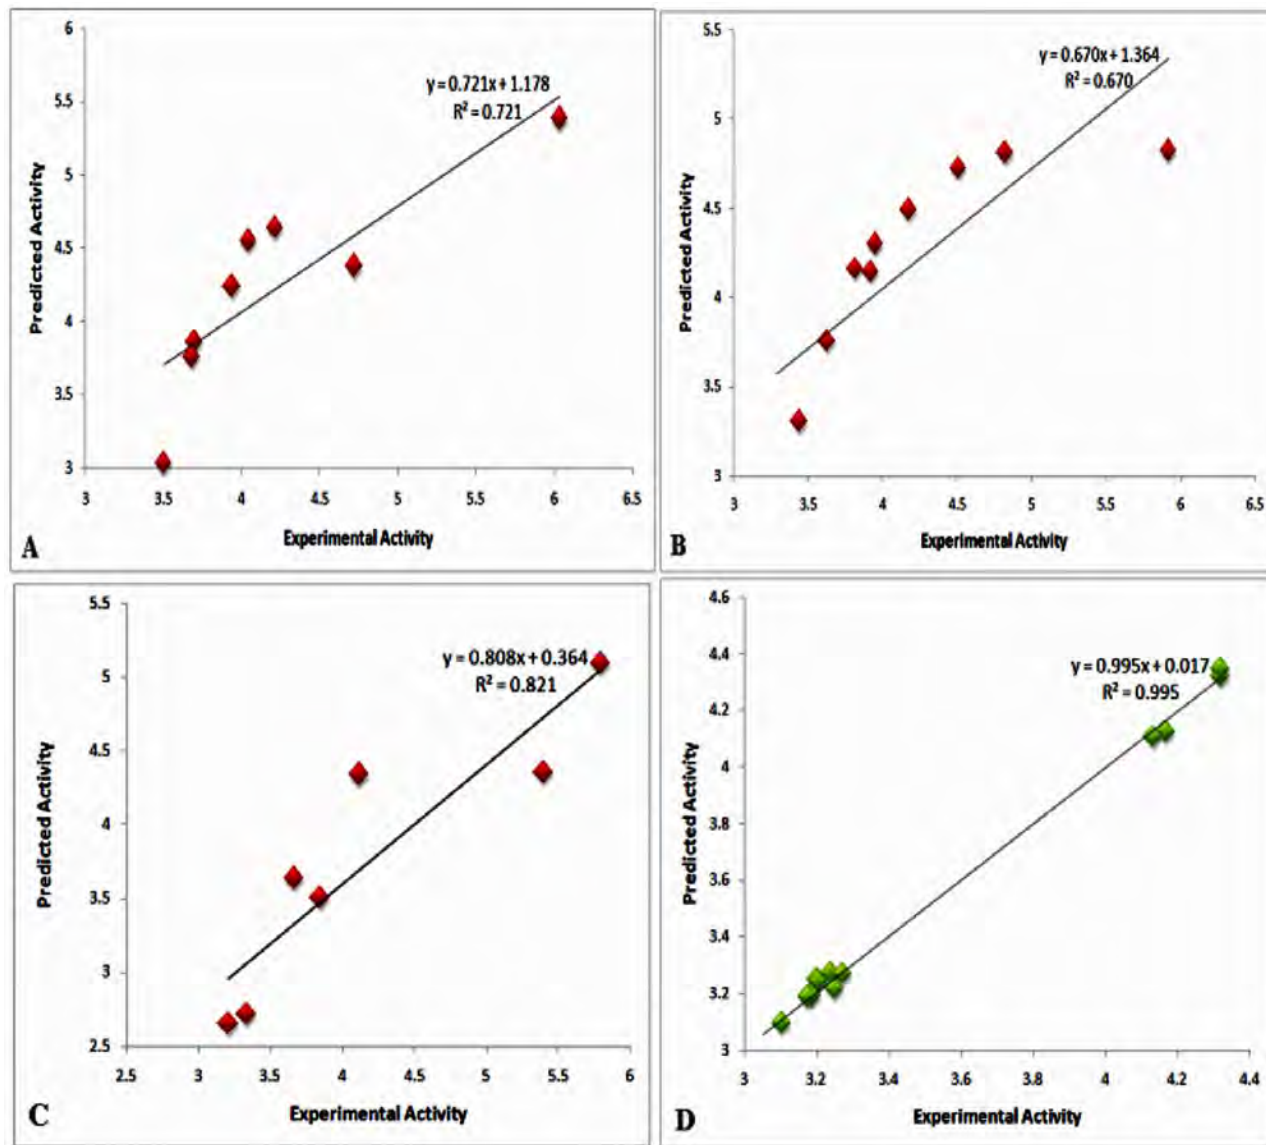 6
5.5
5
4.5
4
3.5
3
3 3.5 4 4.5 5 5.5 6 6.5
y = 0.721x + 1.178
R² = 0.721
Predicted Activity
Experimental Activity
A
5.5
5
4.5
4
3.5
3
3 3.5 4 4.5 5 5.5 6 6.5
y = 0.670x + 1.364
R² = 0.670
Predicted Activity
Experimental Activity
B
5.5
5
4.5
4
3.5
3
2.5
2.5 3 3.5 4 4.5 5 5.5 6
y = 0.808x + 0.364
R² = 0.821
Predicted Activity
Experimental Activity
C
4.6
4.4
4.2
4
3.8
3.6
3.4
3.2
3
3 3.2 3.4 3.6 3.8 4 4.2 4.4
y = 0.995x + 0.017
R² = 0.995
Predicted Activity
Experimental Activity
D